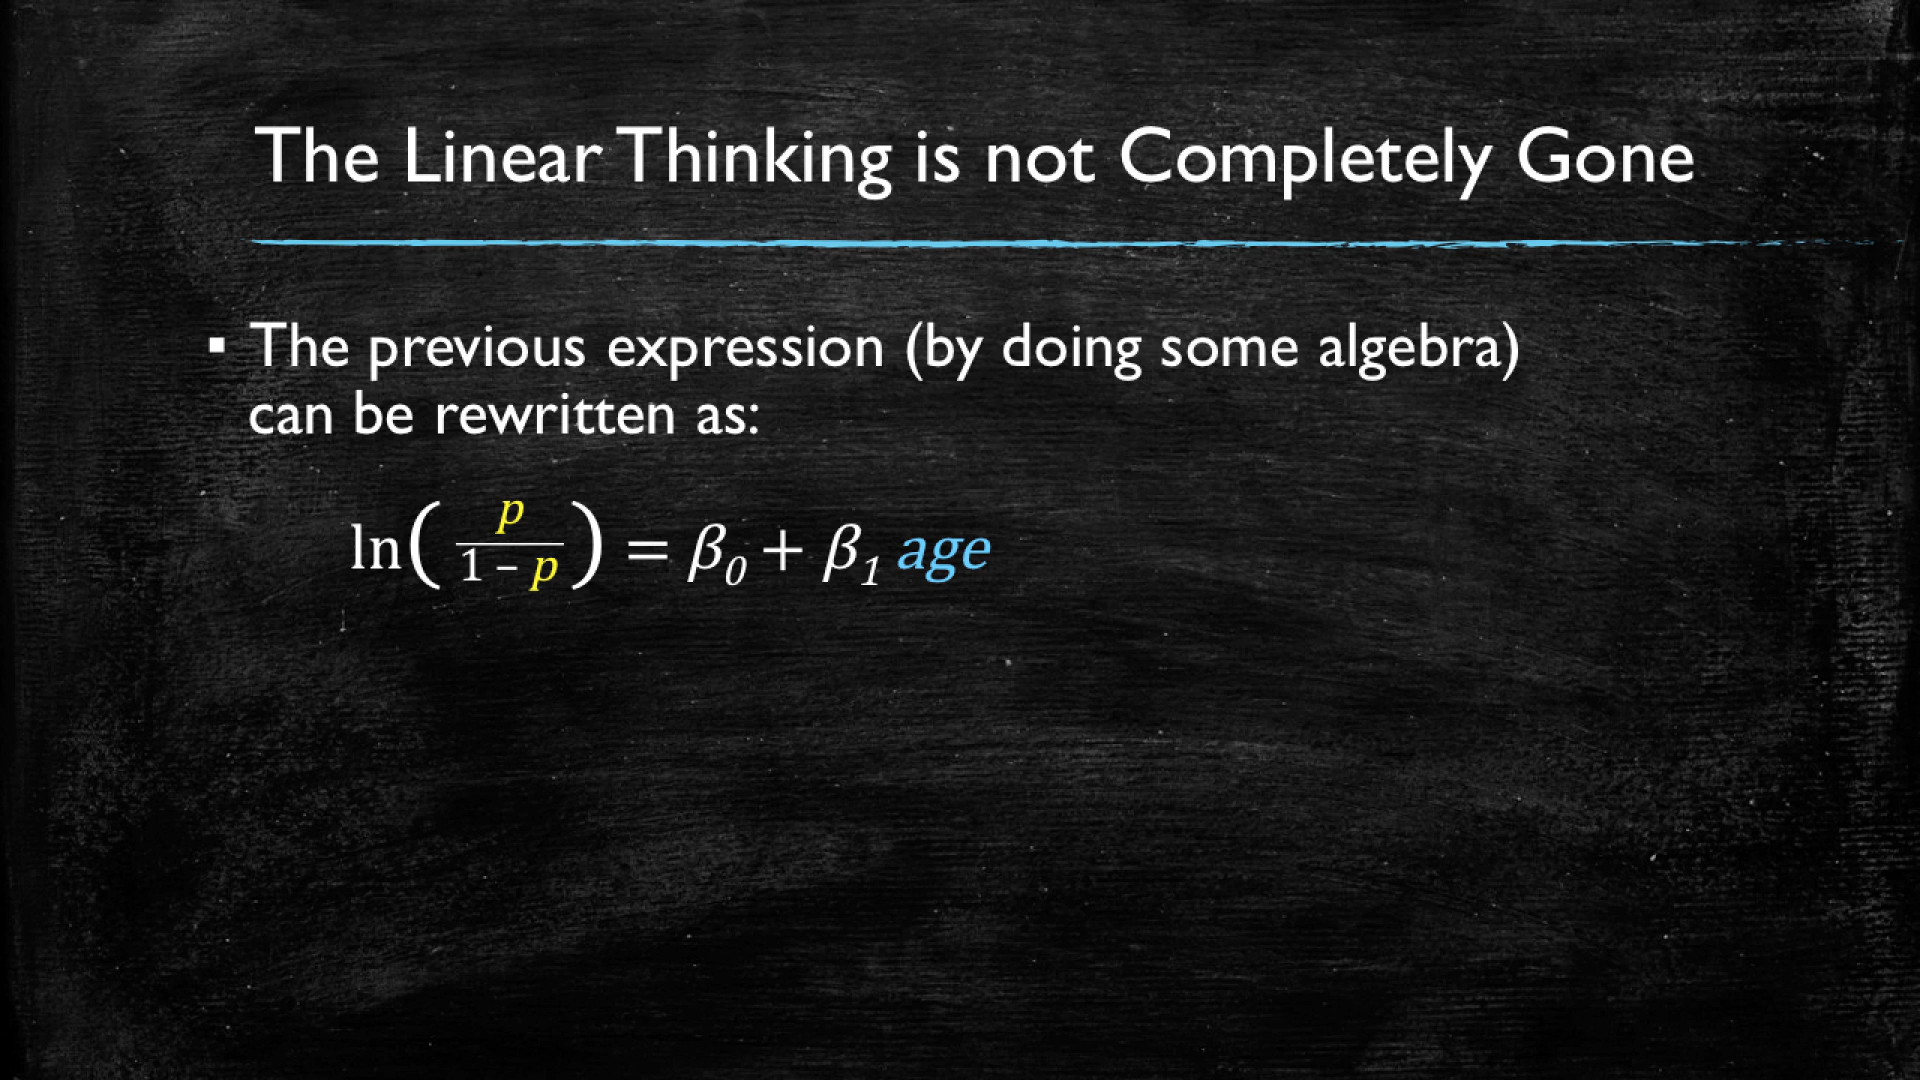 The Linear Thinking is not Completely Gone
▪ The previous expression (by doing some algebra)
can be rewritten as:
ln( p / 1 − p ) = β₀ + β₁ age